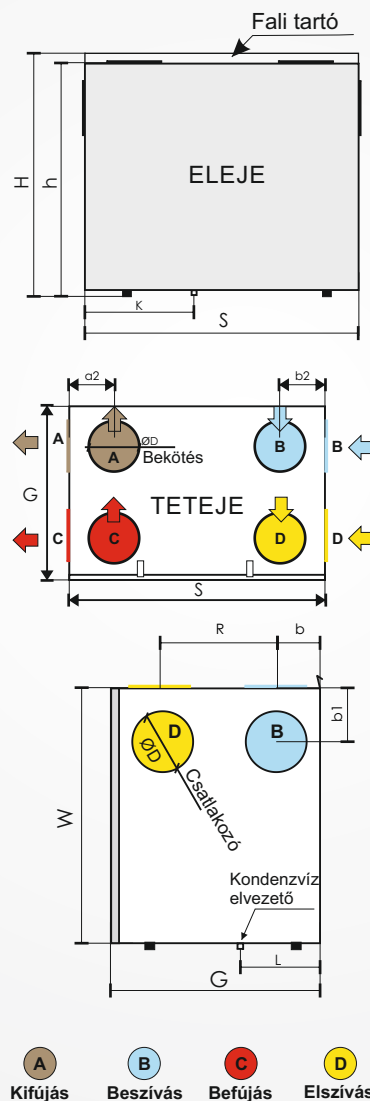 Fali tartó
H
h
ELEJE
K
S
a2
b2
A
A
ØD
Bekötés
B
B
G
TETEJE
C
C
D
D
S
R
b
b1
D
ØD
B
Csatlakozó
W
Kondenzvíz
elvezető
L
G
A
B
C
D
Kifújás
Beszívás
Befújás
Elszívás